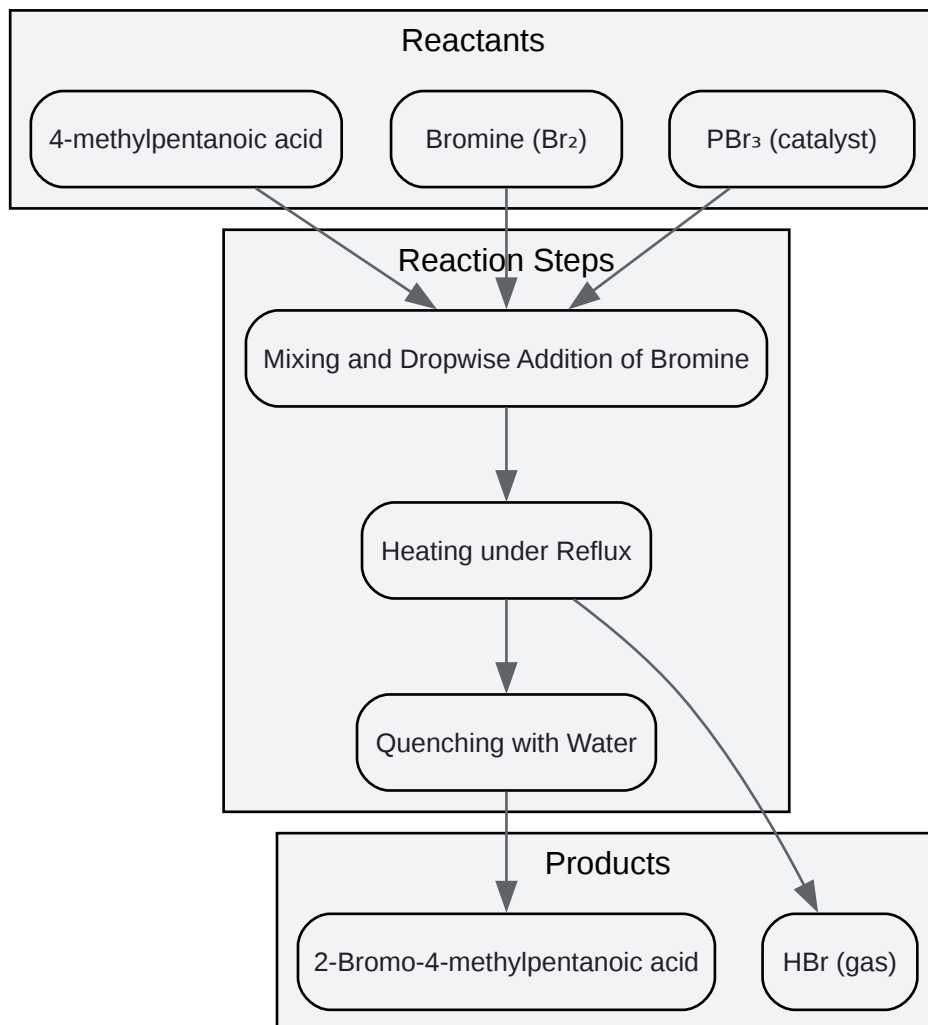 Reactants
4-methylpentanoic acid
Bromine (Br₂)
PBr₃ (catalyst)
Reaction Steps
Mixing and Dropwise Addition of Bromine
Heating under Reflux
Quenching with Water
Products
2-Bromo-4-methylpentanoic acid
HBr (gas)